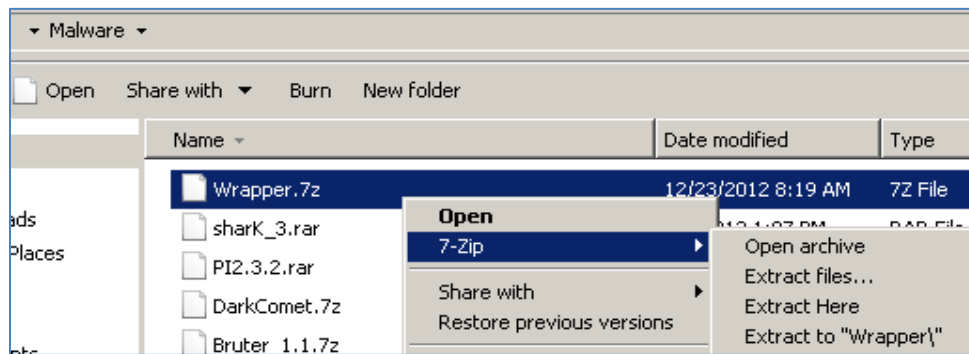 Malware
Open Share with Burn New folder
Name Date modified Type
Wrapper.7z 12/23/2012 8:19 AM 7Z File
sharK_3.rar
PI2.3.2.rar
DarkComet.7z
Bruter_1.1.7z
ads
Places
Open
7-Zip
Share with
Restore previous versions
Open archive
Extract files...
Extract Here
Extract to "Wrapper\"